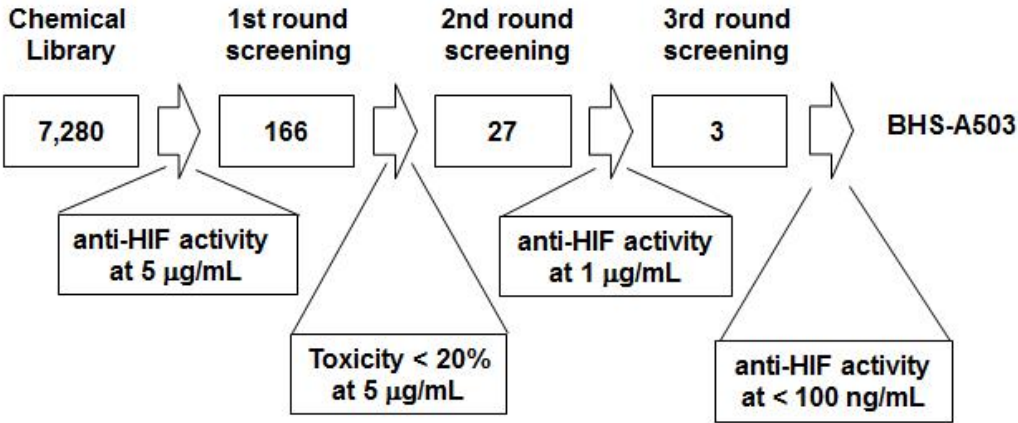 Chemical
Library
1st round
screening
2nd round
screening
3rd round
screening
7,280
166
27
3
BHS-A503
anti-HIF activity
at 5 μg/mL
Toxicity < 20%
at 5 μg/mL
anti-HIF activity
at 1 μg/mL
anti-HIF activity
at < 100 ng/mL